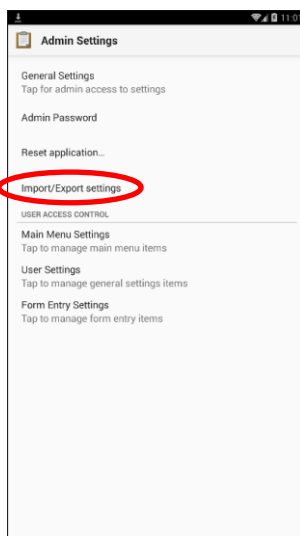 11:01
Admin Settings
General Settings
Tap for admin access to settings
Admin Password
Reset application...
Import/Export settings
USER ACCESS CONTROL
Main Menu Settings
Tap to manage main menu items
User Settings
Tap to manage general settings items
Form Entry Settings
Tap to manage form entry items